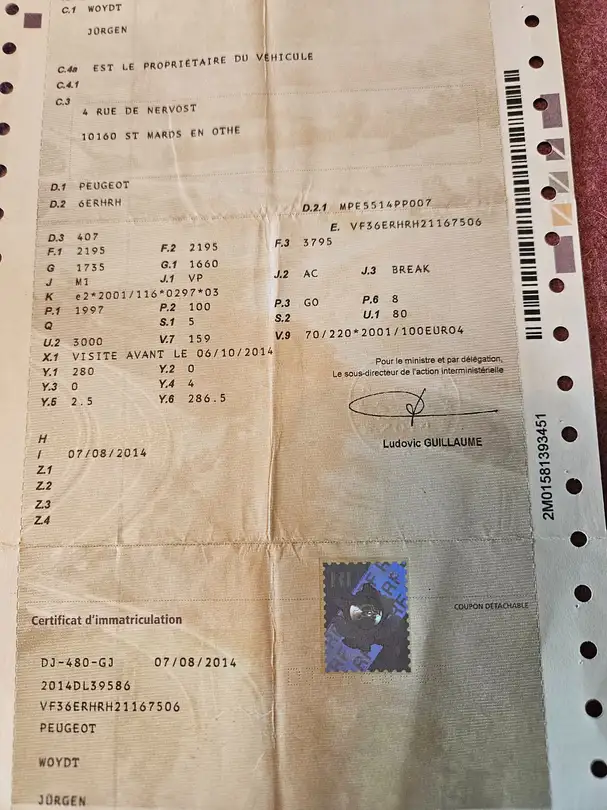 C.1 WOYDT
JÜRGEN
C.4a EST LE PROPRIÉTAIRE DU VÉHICULE
C.4.1
C.3
4 RUE DE NERVOST
10160 ST MARDS EN OTHE
D.1 PEUGEOT
D.2 6ERHRH D.2.1 MPE5514PP007
E. VF36ERHRH21167506
D.3 407
F.1 2195 F.2 2195 F.3 3795
G 1735 G.1 1660
J M1 J.1 VP J.2 AC J.3 BREAK
K e2*2001/116*0297*03
P.1 1997 P.2 100 P.3 GO P.6 8
Q S.1 5 S.2 U.1 80
U.2 3000 V.7 159 V.9 70/220*2001/100EURO4
X.1 VISITE AVANT LE 06/10/2014
Y.1 280 Y.2 0
Y.3 0 Y.4 4
Y.5 2.5 Y.6 286.5
Pour le ministre et par délégation,
Le sous-directeur de l'action interministérielle
Ludovic GUILLAUME
H
I 07/08/2014
Z.1
Z.2
Z.3
Z.4
2M01581393451
COUPON DÉTACHABLE
Certificat d'immatriculation
DJ-480-GJ 07/08/2014
2014DL39586
VF36ERHRH21167506
PEUGEOT
WOYDT
JÜRGEN